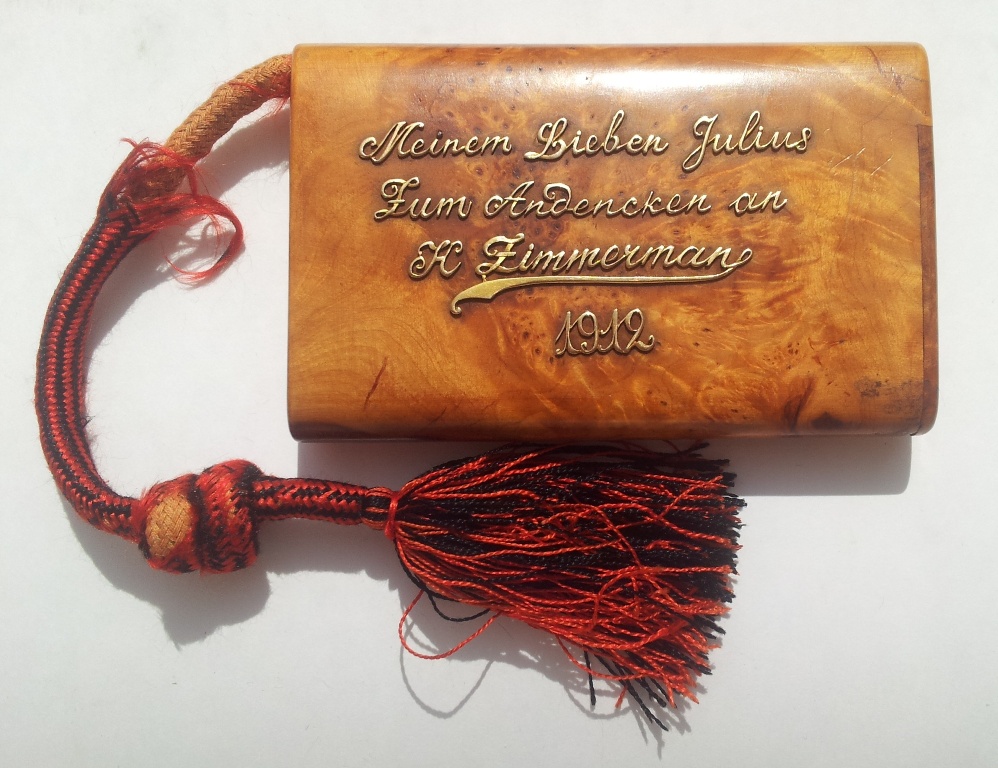 Meinem Lieben Julius
Zum Andencken an
H Zimmerman
1912